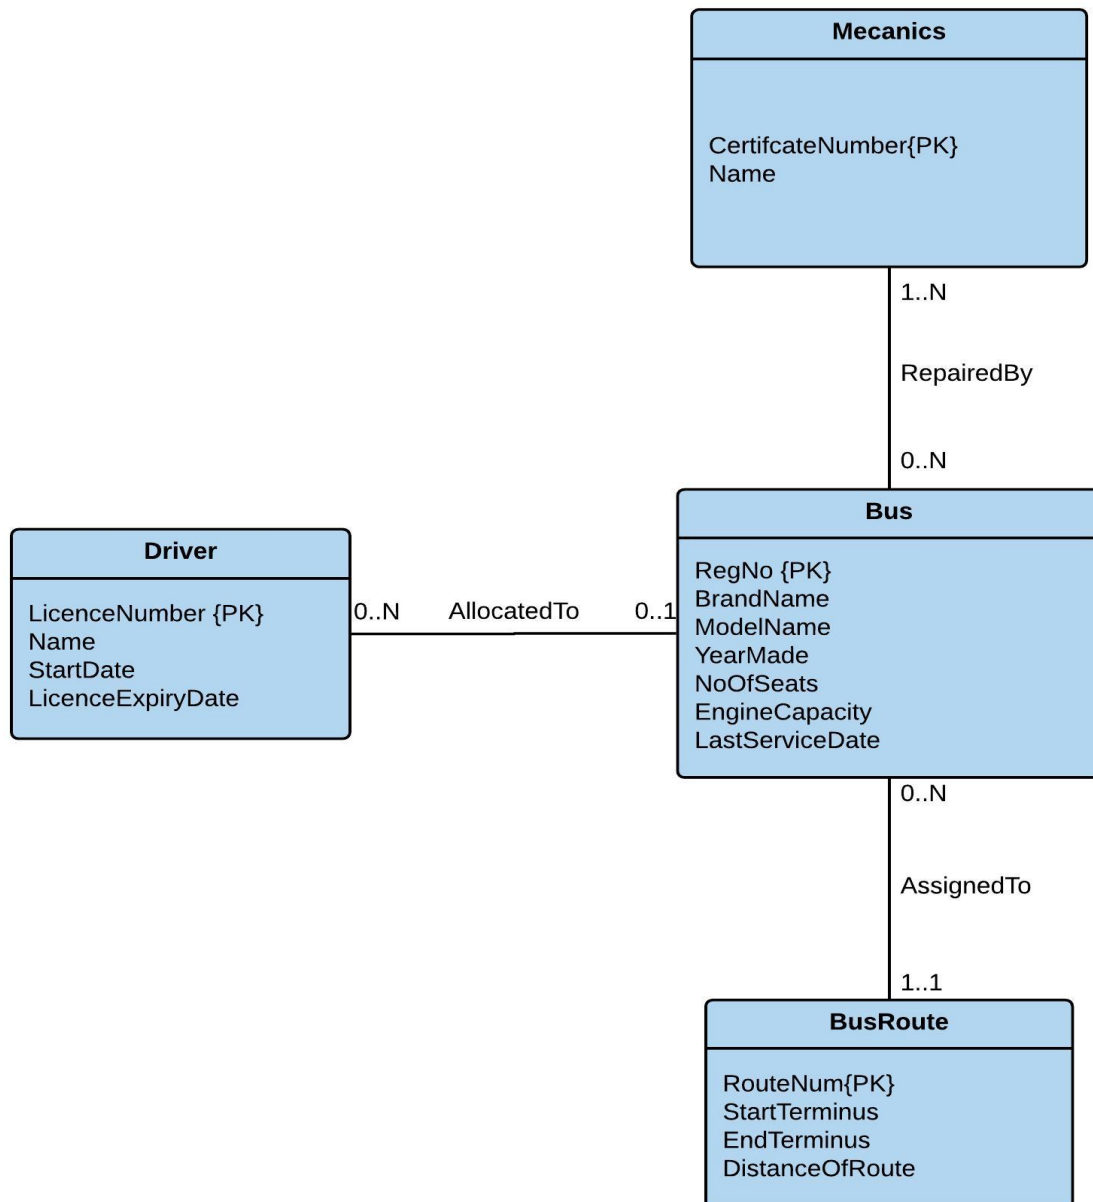 Mecanics
CertifcateNumber{PK}
Name
1..N
RepairedBy
0..N
Bus
RegNo {PK}
BrandName
ModelName
YearMade
NoOfSeats
EngineCapacity
LastServiceDate
Driver
LicenceNumber {PK}
Name
StartDate
LicenceExpiryDate
0..N AllocatedTo 0..1
0..N
AssignedTo
1..1
BusRoute
RouteNum{PK}
StartTerminus
EndTerminus
DistanceOfRoute